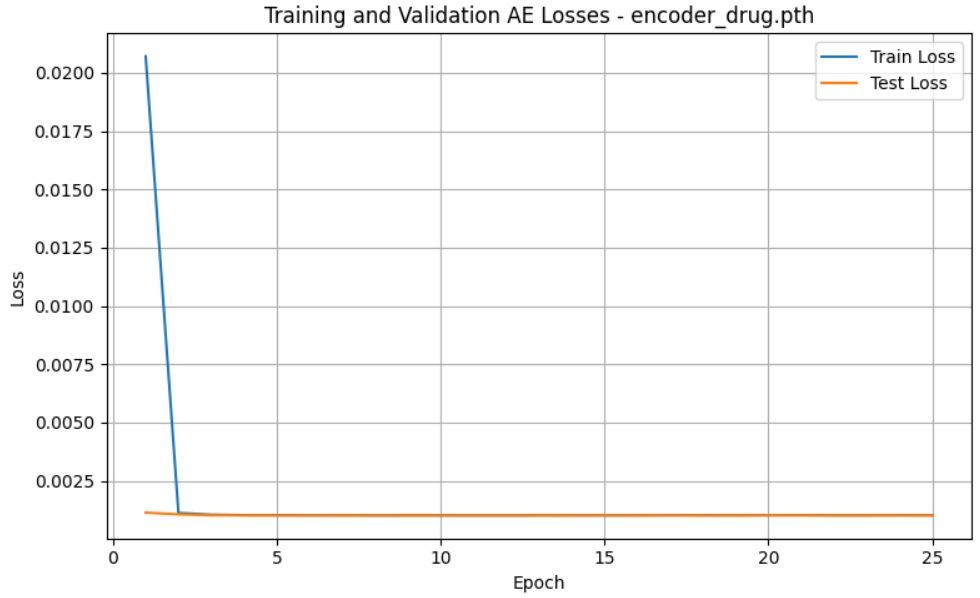 Training and Validation AE Losses - encoder_drug.pth
Train Loss
Test Loss
0.0200
0.0175
0.0150
0.0125
0.0100
0.0075
0.0050
0.0025
Loss
0 5 10 15 20 25
Epoch